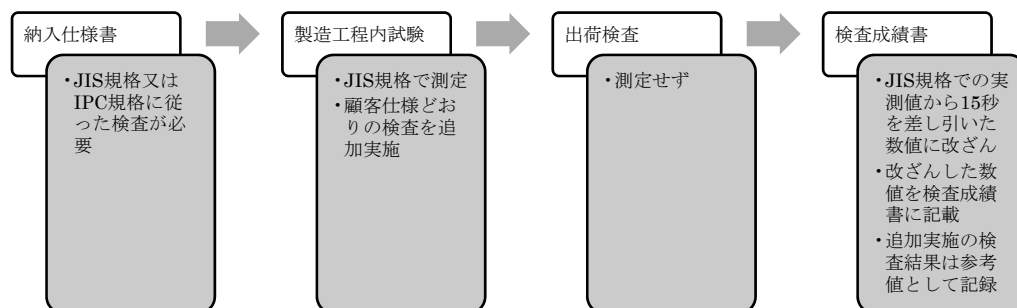 納入仕様書
・JIS規格又は
IPC規格に従
った検査が必
要
製造工程内試験
・JIS規格で測定
・顧客仕様どお
りの検査を追
加実施
出荷検査
・測定せず
検査成績書
・JIS規格での実
測値から15秒
を差し引いた
数値に改ざん
・改ざんした数
値を検査成績
書に記載
・追加実施の検
査結果は参考
値として記録